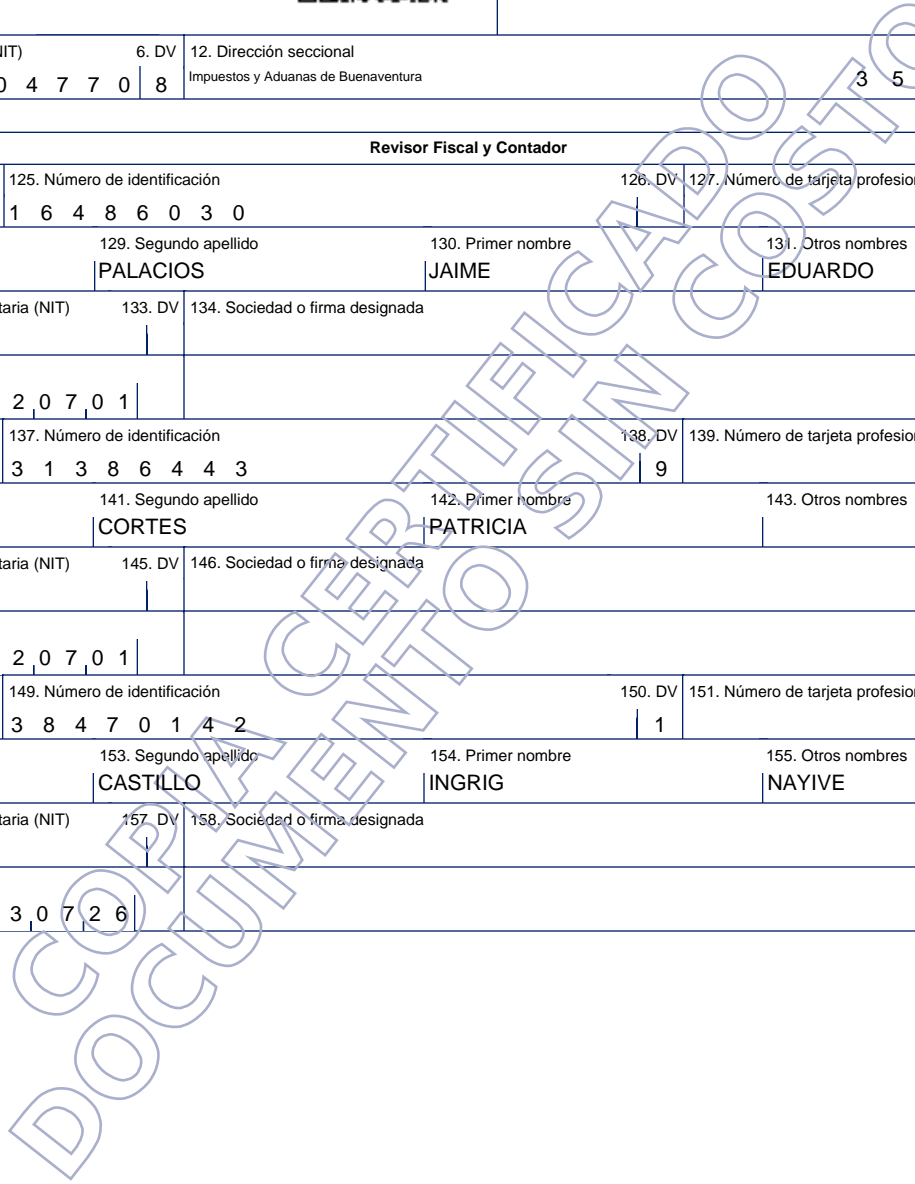 NIT) 6. DV 12. Dirección seccional
0 4 7 7 0 8 Impuestos y Aduanas de Buenaventura 3 5
Revisor Fiscal y Contador
125. Número de identificación 126. DV 127. Número de tarjeta profesion
1 6 4 8 6 0 3 0
129. Segundo apellido 130. Primer nombre 131. Otros nombres
PALACIOS JAIME EDUARDO
taria (NIT) 133. DV 134. Sociedad o firma designada
2 0 7 0 1
137. Número de identificación 138. DV 139. Número de tarjeta profesion
3 1 3 8 6 4 4 3 9
141. Segundo apellido 142. Primer nombre 143. Otros nombres
CORTES PATRICIA
taria (NIT) 145. DV 146. Sociedad o firma designada
2 0 7 0 1
149. Número de identificación 150. DV 151. Número de tarjeta profesion
3 8 4 7 0 1 4 2 1
153. Segundo apellido 154. Primer nombre 155. Otros nombres
CASTILLO INGRIG NAYIVE
taria (NIT) 157. DV 158. Sociedad o firma designada
3 0 7 2 6
COPIA CERTIFICADO
DOCUMENTO SIN COSTO